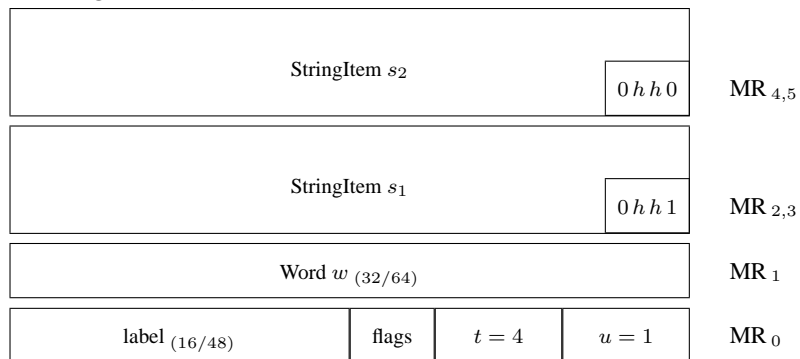 StringItem s₂
0 h h 0 MR ₄,₅
StringItem s₁
0 h h 1 MR ₂,₃
Word w (32/64) MR ₁
label (16/48) flags t = 4 u = 1 MR ₀